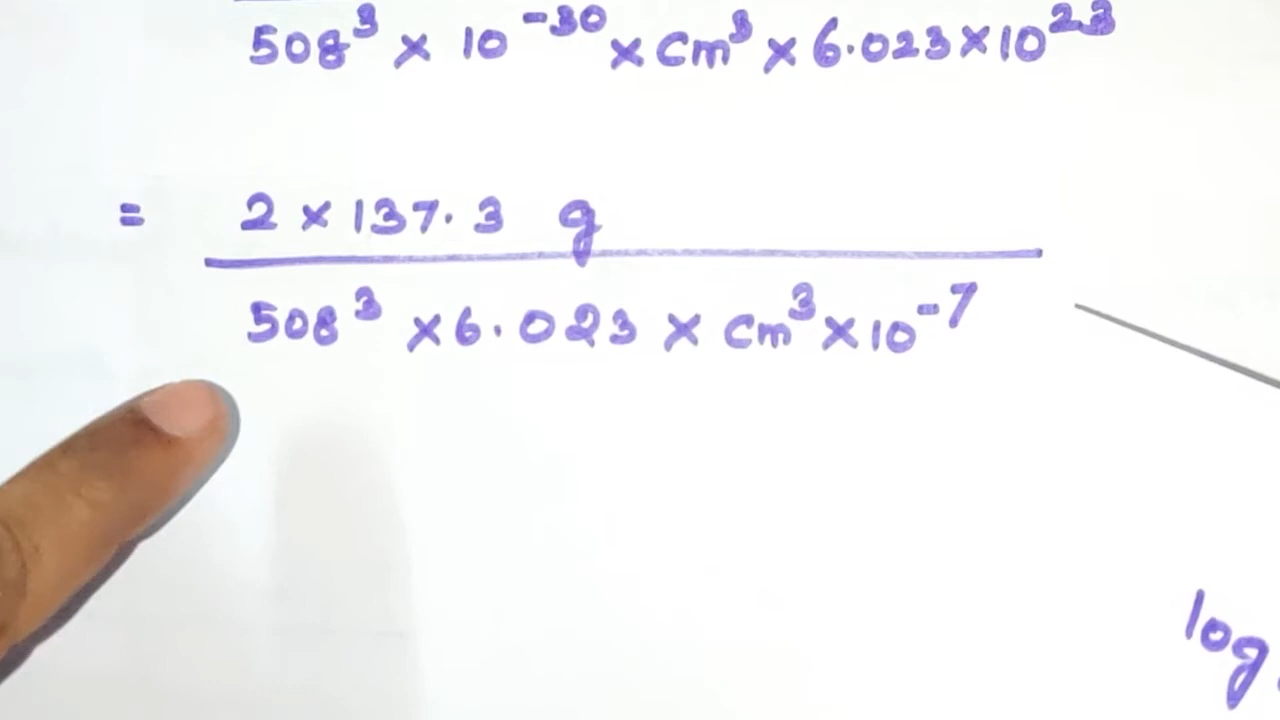 508³ × 10⁻³⁰ × cm³ × 6.023×10²³
= 2 × 137.3 g
508³ ×6.023 × cm³×10⁻⁷
log